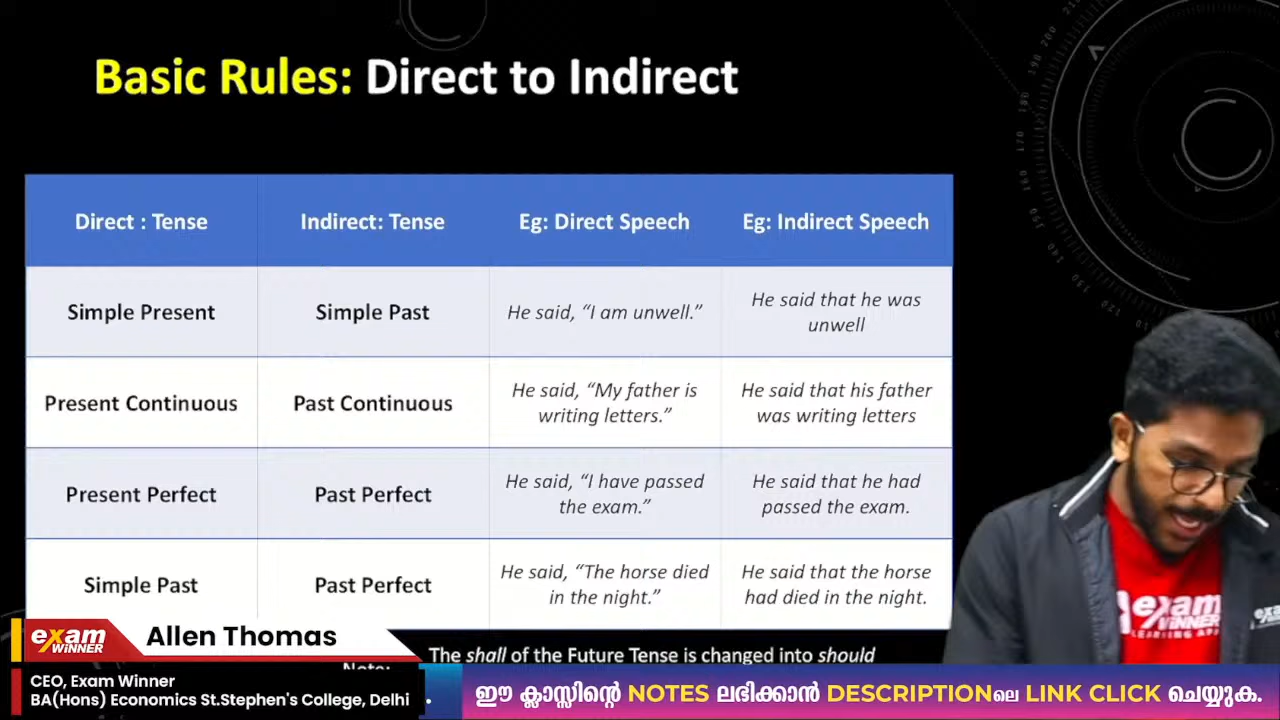 Basic Rules: Direct to Indirect
Direct : Tense
Indirect: Tense
Eg: Direct Speech
Eg: Indirect Speech
Simple Present
Simple Past
He said, “I am unwell.”
He said that he was
unwell
Present Continuous
Past Continuous
He said, “My father is
writing letters.”
He said that his father
was writing letters
Present Perfect
Past Perfect
He said, “I have passed
the exam.”
He said that he had
passed the exam.
Simple Past
Past Perfect
He said, “The horse died
in the night.”
He said that the horse
had died in the night.
Note:
The shall of the Future Tense is changed into should
exam
WINNER
Allen Thomas
CEO, Exam Winner
BA(Hons) Economics St.Stephen's College, Delhi
ഈ ക്ലാസ്സിന്റെ NOTES ലഭിക്കാൻ DESCRIPTIONലെ LINK CLICK ചെയ്യുക.
exam
WINNER
LEARNING APP